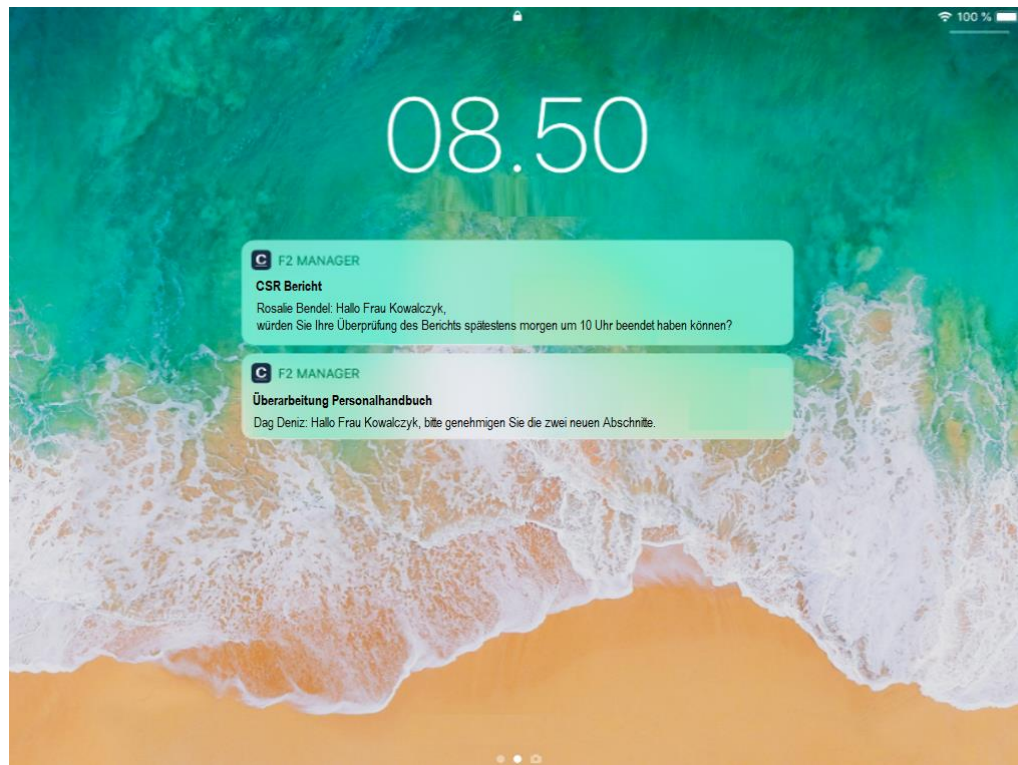 100 %
08.50
F2 MANAGER
CSR Bericht
Rosalie Bendel: Hallo Frau Kowalczyk,
würden Sie Ihre Überprüfung des Berichts spätestens morgen um 10 Uhr beendet haben können?
F2 MANAGER
Überarbeitung Personalhandbuch
Dag Deniz: Hallo Frau Kowalczyk, bitte genehmigen Sie die zwei neuen Abschnitte.